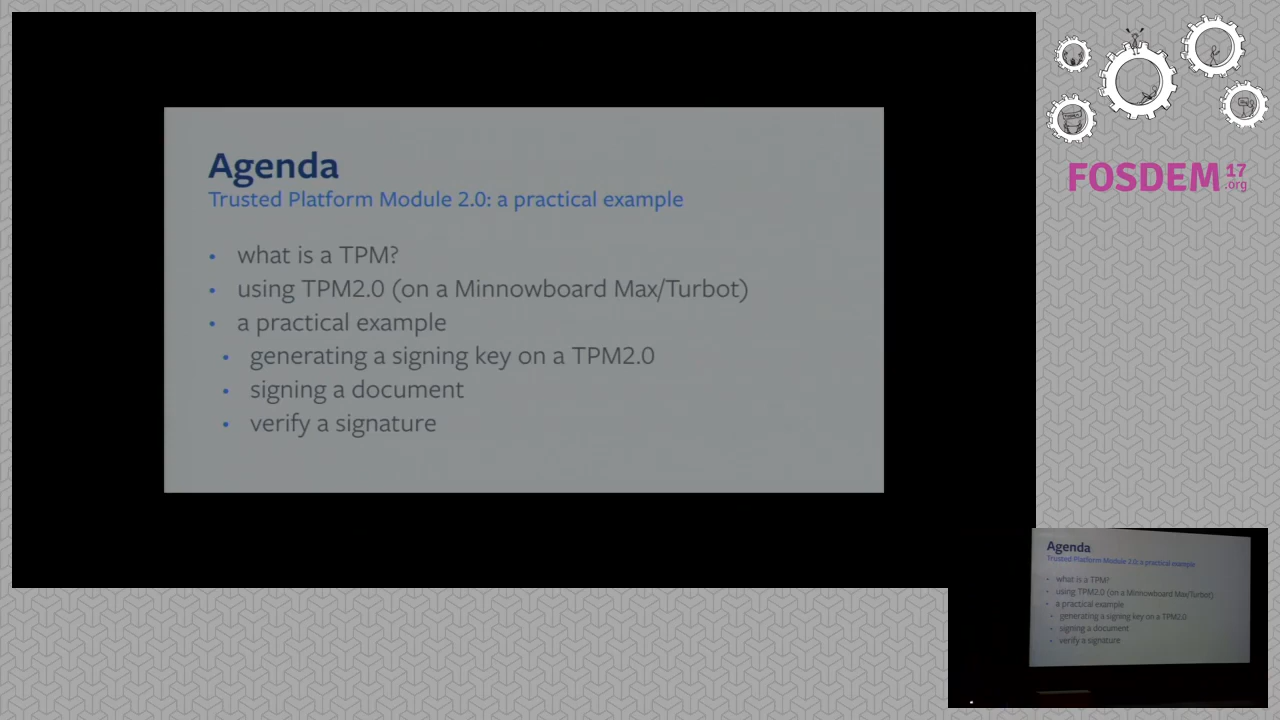 Agenda
Trusted Platform Module 2.0: a practical example
• what is a TPM?
• using TPM2.0 (on a Minnowboard Max/Turbot)
• a practical example
• generating a signing key on a TPM2.0
• signing a document
• verify a signature
FOSDEM 17
.org
Agenda
Trusted Platform Module 2.0: a practical example
• what is a TPM?
• using TPM2.0 (on a Minnowboard Max/Turbot)
• a practical example
• generating a signing key on a TPM2.0
• signing a document
• verify a signature